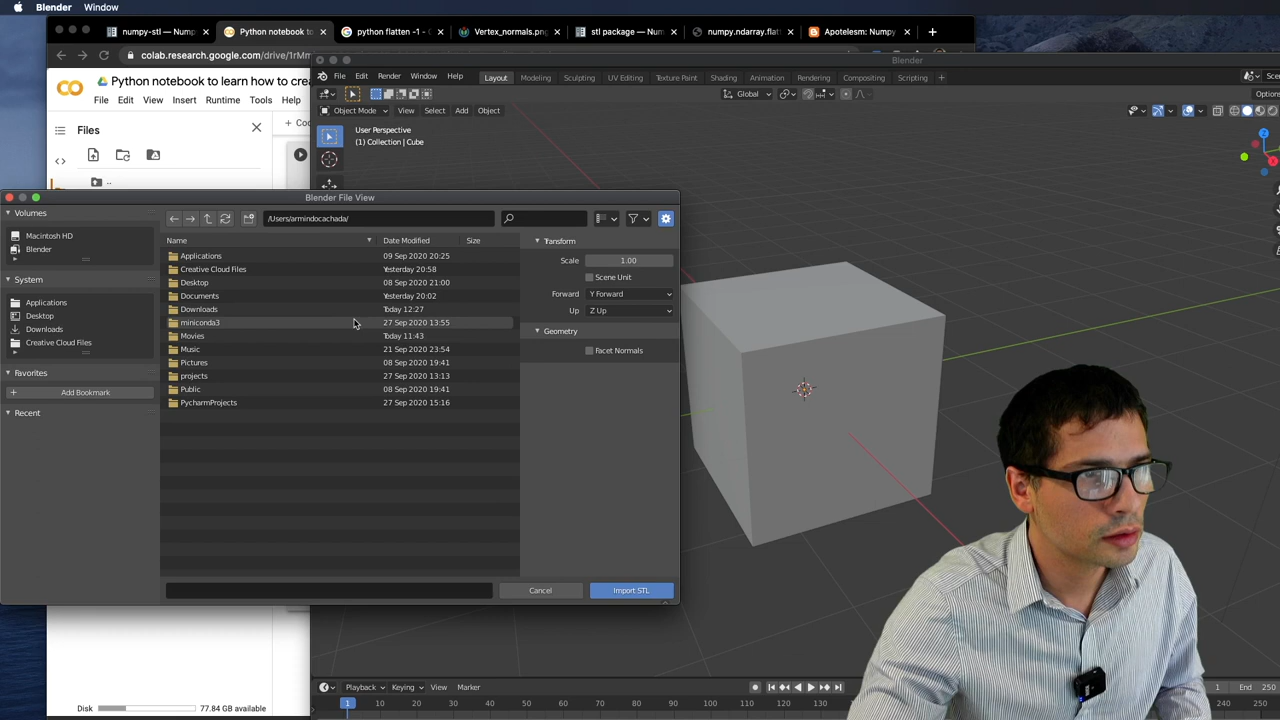 Blender Window
numpy-stl — Nump
Python notebook to
python flatten -1 - G
Vertex_normals.png
stl package — Num
numpy.ndarray.flat
Apotelesm: Numpy
colab.research.google.com/drive/1rMm
Blender
File Edit Render Window Help
Layout Modeling Sculpting UV Editing Texture Paint Shading Animation Rendering Compositing Scripting
Scen
CO
Python notebook to learn how to crea
File Edit View Insert Runtime Tools Help
Global
Options
Object Mode View Select Add Object
Files
+ Coc
User Perspective
(1) Collection | Cube
..
Blender File View
Volumes
Macintosh HD
Blender
System
Applications
Desktop
Downloads
Creative Cloud Files
Favorites
Add Bookmark
Recent
/Users/armindocachada/
Name Date Modified Size
Applications 09 Sep 2020 20:25
Creative Cloud Files Yesterday 20:58
Desktop 08 Sep 2020 21:00
Documents Yesterday 20:02
Downloads Today 12:27
miniconda3 27 Sep 2020 13:55
Movies Today 11:43
Music 21 Sep 2020 23:54
Pictures 08 Sep 2020 19:41
projects 27 Sep 2020 13:13
Public 08 Sep 2020 19:41
PycharmProjects 27 Sep 2020 15:16
Transform
Scale 1.00
Scene Unit
Forward Y Forward
Up Z Up
Geometry
Facet Normals
Cancel Import STL
Playback Keying View Marker
1 End 250
Disk 77.84 GB available
1 10 20 30 40 50 60 70 80 90 100 110 120 130 140 250